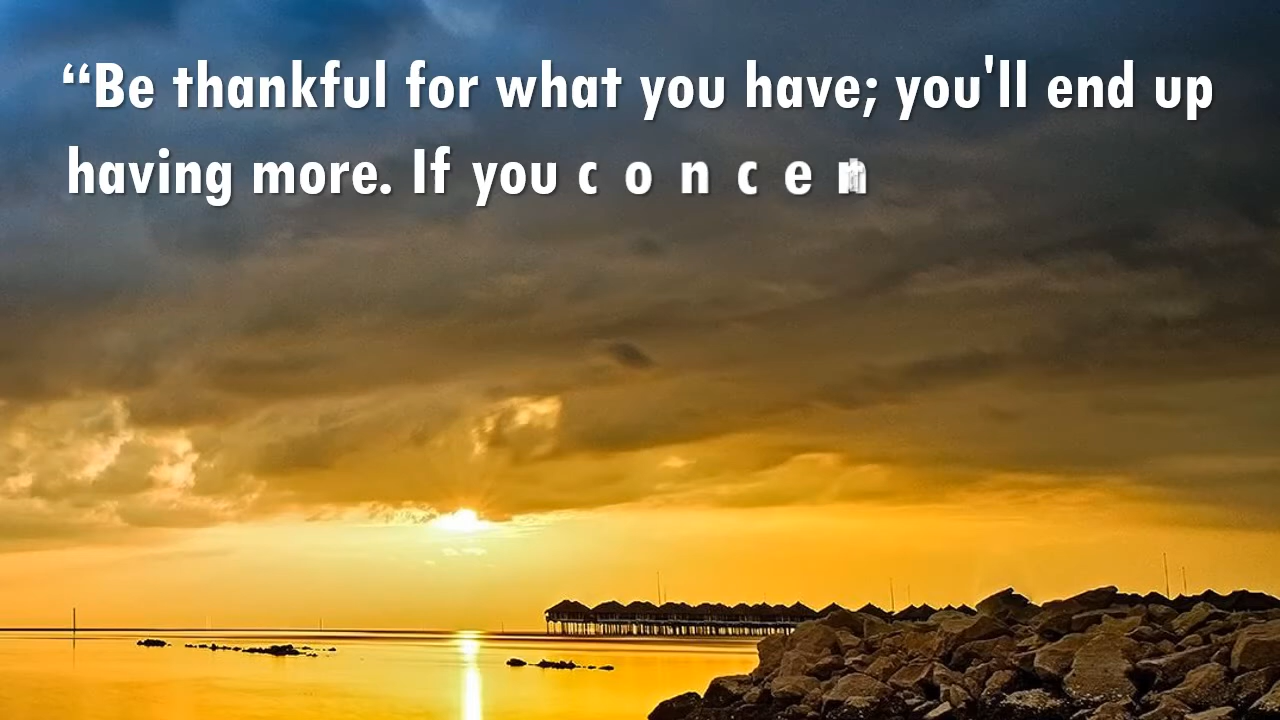 “Be thankful for what you have; you'll end up
having more. If you c o n c e n